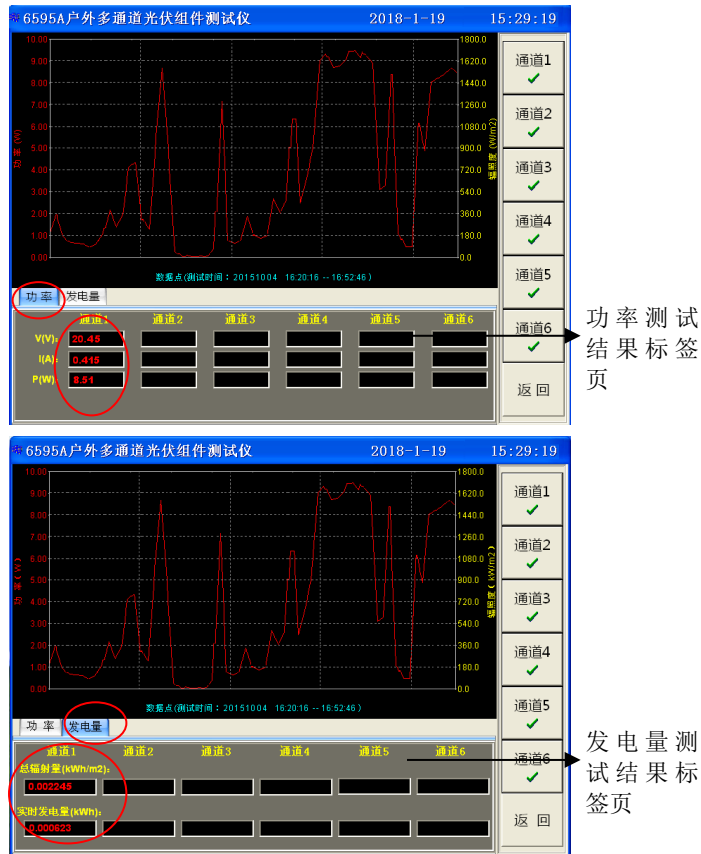 6595A户外多通道光伏组件测试仪 2018-1-19 15:29:19
10.00 1800.0
9.00 1620.0
8.00 1440.0
7.00 1260.0
6.00 1080.0
5.00 900.0
4.00 720.0
3.00 540.0
2.00 360.0
1.00 180.0
0.00 0.0
功率(W)
辐照度(W/m2)
数据点(测试时间：20151004 16:20:16 -- 16:52:46)
功 率 发电量
通道1 通道2 通道3 通道4 通道5 通道6
V(V): 20.45
I(A): 0.415
P(W): 8.51
通道1
通道2
通道3
通道4
通道5
通道6
返 回
功率测试
结果标签
页
6595A户外多通道光伏组件测试仪 2018-1-19 15:29:19
10.00 1800.0
9.00 1620.0
8.00 1440.0
7.00 1260.0
6.00 1080.0
5.00 900.0
4.00 720.0
3.00 540.0
2.00 360.0
1.00 180.0
0.00 0.0
功率(W)
辐照度(kW/m2)
数据点(测试时间：20151004 16:20:16 -- 16:52:46)
功 率 发电量
通道1 通道2 通道3 通道4 通道5 通道6
总辐射量(kWh/m2):
0.002245
实时发电量(kWh):
0.000623
通道1
通道2
通道3
通道4
通道5
通道6
返 回
发电量测
试结果标
签页